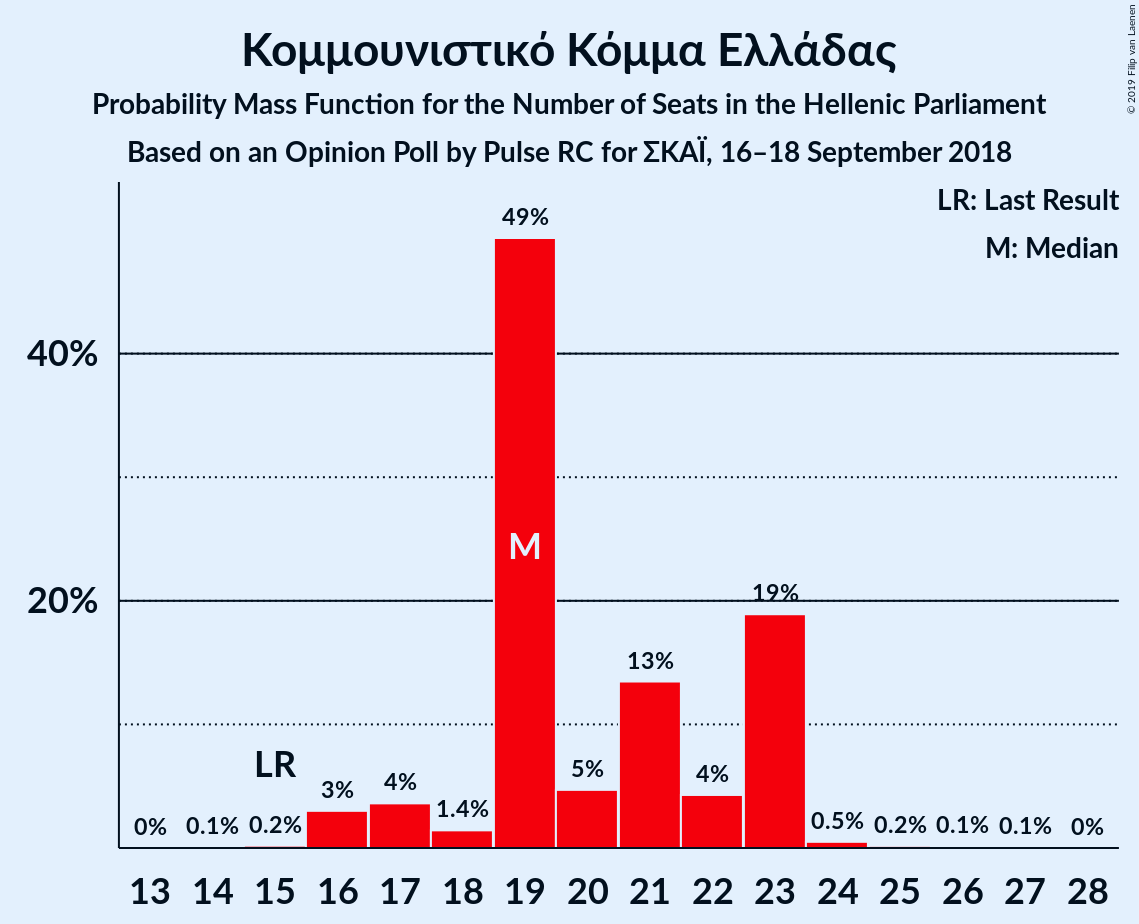 Κομμουνιστικό Κόμμα Ελλάδας
Probability Mass Function for the Number of Seats in the Hellenic Parliament
Based on an Opinion Poll by Pulse RC for ΣΚΑΪ, 16–18 September 2018
© 2019 Filip van Laenen
LR: Last Result
M: Median
40%
20%
0%
0.1%
0.2%
LR
3%
4%
1.4%
49%
M
5%
13%
4%
19%
0.5%
0.2%
0.1%
0.1%
0%
13 14 15 16 17 18 19 20 21 22 23 24 25 26 27 28